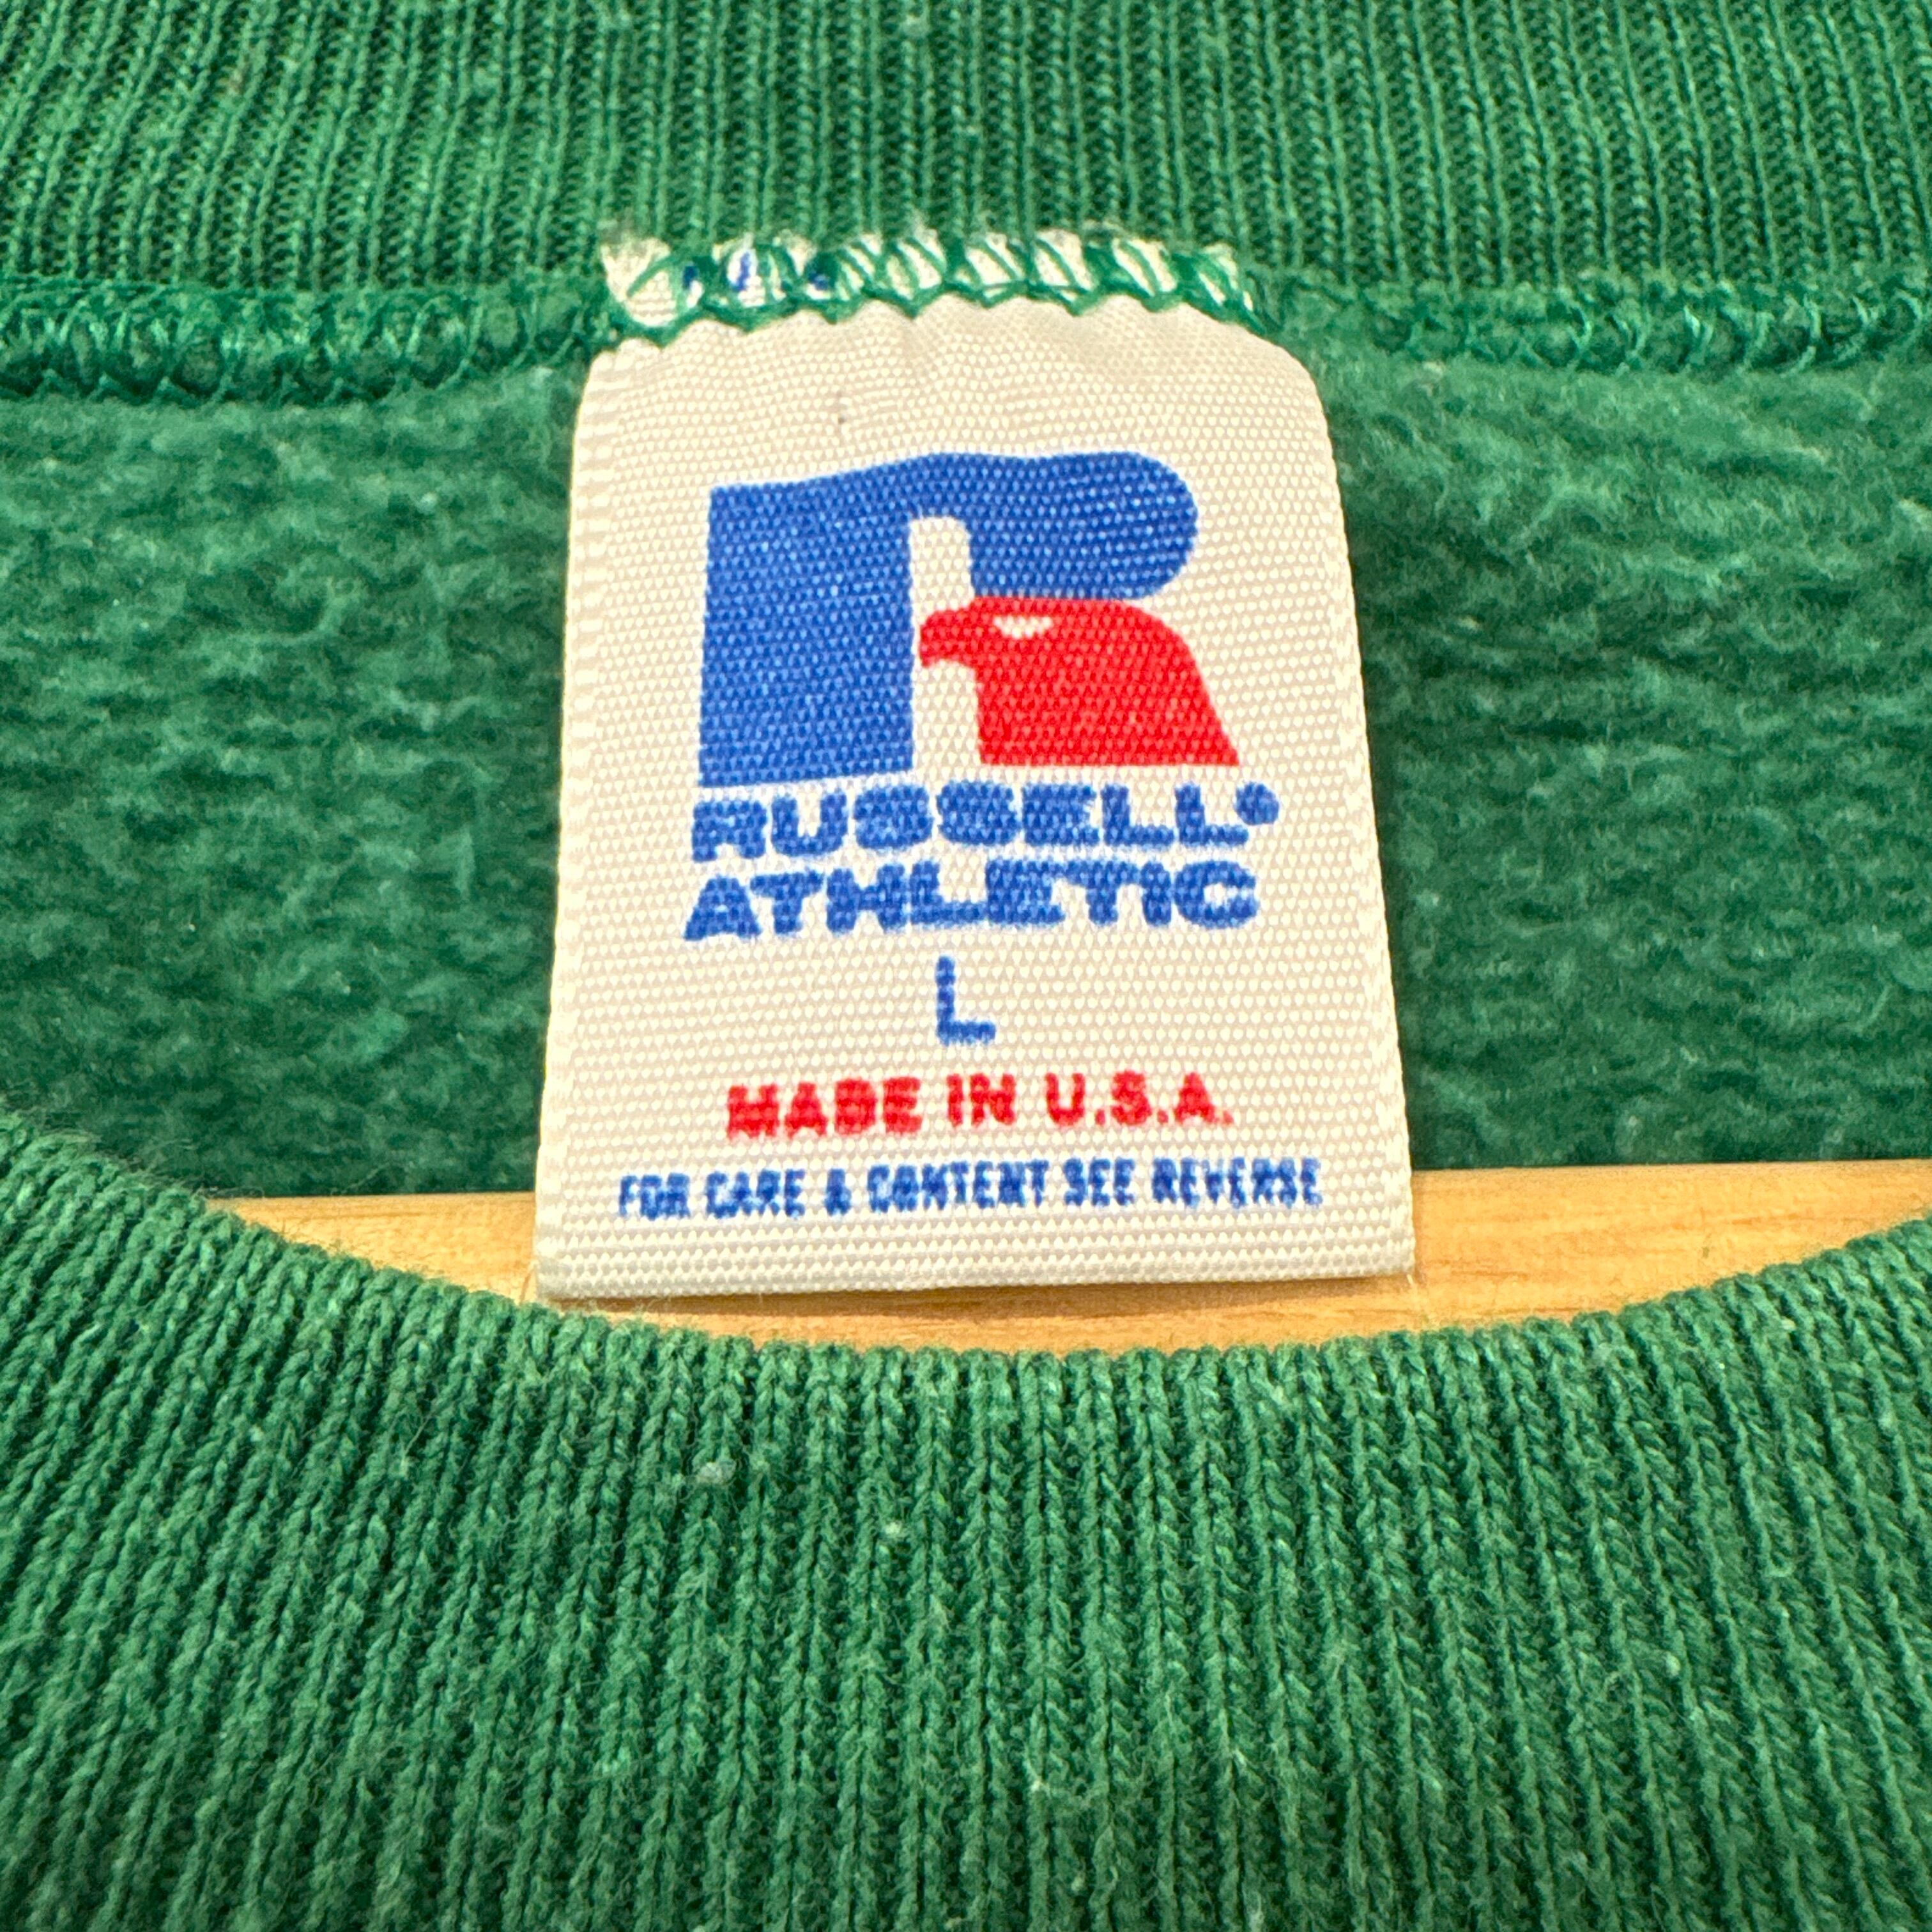 RUSSELL®
ATHLETIC
L
MADE IN U.S.A.
FOR CARE & CONTENT SEE REVERSE